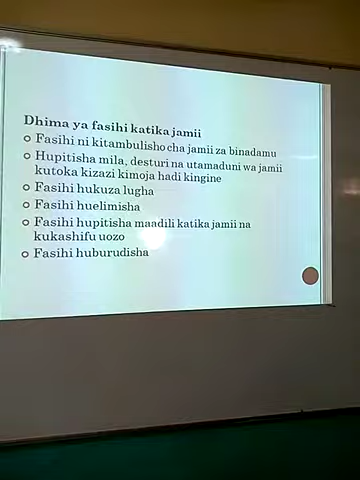 Dhima ya fasihi katika jamii
Fasihi ni kitambulisho cha jamii za binadamu
Hupitisha mila, desturi na utamaduni wa jamii
kutoka kizazi kimoja hadi kingine
Fasihi hukuza lugha
Fasihi huelimisha
Fasihi hupitisha maadili katika jamii na
kukashifu uozo
Fasihi huburudisha